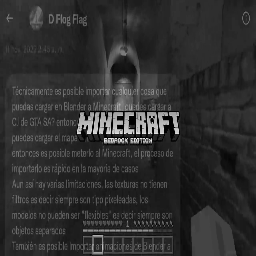 D Flog Flag
Técnicamente es posible importar cualquier cosa que
puedas cargar en Blender a Minecraft, puedes cargar a
CJ de GTA SA? entonces
puedes cargar el mapa
MINECRAFT
BEDROCK EDITION
entonces es posible meterlo al Minecraft, el proceso de
importado es rápido en la mayoría de casos
Aun así hay varias limitaciones, las texturas no tienen
filtros es decir siempre son tipo pixeleadas, los
modelos no pueden ser "flexibles" es decir siempre son
objetos separados
También es posible importar animaciones de Blender a